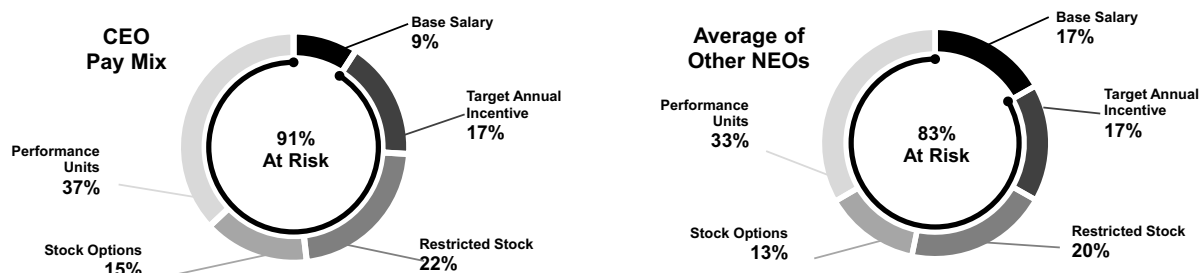 CEO
Pay Mix
Base Salary
9%
Target Annual
Incentive
17%
Restricted Stock
22%
Stock Options
15%
Performance
Units
37%
91%
At Risk
Average of
Other NEOs
Base Salary
17%
Target Annual
Incentive
17%
Restricted Stock
20%
Stock Options
13%
Performance
Units
33%
83%
At Risk